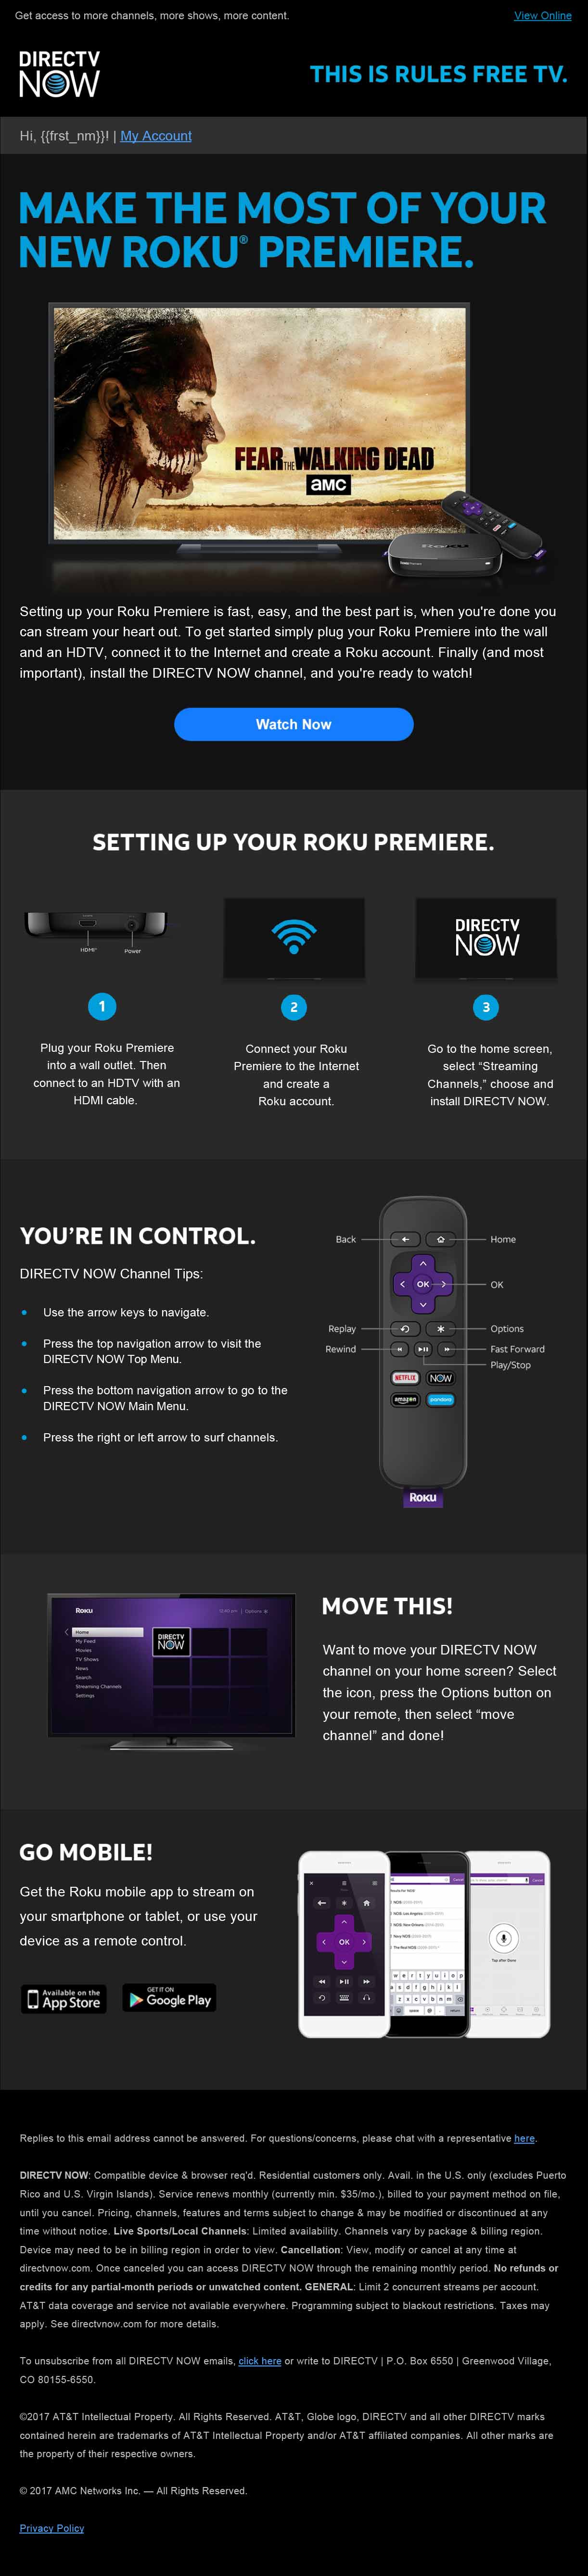 Get access to more channels, more shows, more content.
View Online
DIRECTV
NOW
THIS IS RULES FREE TV.
Hi, {{frst_nm}}! | My Account
MAKE THE MOST OF YOUR
NEW ROKU® PREMIERE.
FEAR THE WALKING DEAD
amc
Roku
Setting up your Roku Premiere is fast, easy, and the best part is, when you're done you
can stream your heart out. To get started simply plug your Roku Premiere into the wall
and an HDTV, connect it to the Internet and create a Roku account. Finally (and most
important), install the DIRECTV NOW channel, and you're ready to watch!
Watch Now
SETTING UP YOUR ROKU PREMIERE.
HDMI™
Power
DIRECTV
NOW
1
2
3
Plug your Roku Premiere
into a wall outlet. Then
connect to an HDTV with an
HDMI cable.
Connect your Roku
Premiere to the Internet
and create a
Roku account.
Go to the home screen,
select “Streaming
Channels,” choose and
install DIRECTV NOW.
YOU’RE IN CONTROL.
DIRECTV NOW Channel Tips:
Use the arrow keys to navigate.
Press the top navigation arrow to visit the
DIRECTV NOW Top Menu.
Press the bottom navigation arrow to go to the
DIRECTV NOW Main Menu.
Press the right or left arrow to surf channels.
Back
Home
OK
OK
Replay
Options
Rewind
Fast Forward
Play/Stop
NETFLIX
NOW
amazon
pandora
Roku
Roku
Options
Home
My Feed
Movies
TV Shows
News
Search
Streaming Channels
Settings
DIRECTV
NOW
MOVE THIS!
Want to move your DIRECTV NOW
channel on your home screen? Select
the icon, press the Options button on
your remote, then select “move
channel” and done!
GO MOBILE!
Get the Roku mobile app to stream on
your smartphone or tablet, or use your
device as a remote control.
Available on the
App Store
GET IT ON
Google Play
OK
Cancel
Cancel
NCIS
NCIS: Los Angeles
NCIS: New Orleans
Tap when Done
Replies to this email address cannot be answered. For questions/concerns, please chat with a representative here.
DIRECTV NOW: Compatible device & browser req'd. Residential customers only. Avail. in the U.S. only (excludes Puerto
Rico and U.S. Virgin Islands). Service renews monthly (currently min. $35/mo.), billed to your payment method on file,
until you cancel. Pricing, channels, features and terms subject to change & may be modified or discontinued at any
time without notice. Live Sports/Local Channels: Limited availability. Channels vary by package & billing region.
Device may need to be in billing region in order to view. Cancellation: View, modify or cancel at any time at
directvnow.com. Once canceled you can access DIRECTV NOW through the remaining monthly period. No refunds or
credits for any partial-month periods or unwatched content. GENERAL: Limit 2 concurrent streams per account.
AT&T data coverage and service not available everywhere. Programming subject to blackout restrictions. Taxes may
apply. See directvnow.com for more details.
To unsubscribe from all DIRECTV NOW emails, click here or write to DIRECTV | P.O. Box 6550 | Greenwood Village,
CO 80155-6550.
©2017 AT&T Intellectual Property. All Rights Reserved. AT&T, Globe logo, DIRECTV and all other DIRECTV marks
contained herein are trademarks of AT&T Intellectual Property and/or AT&T affiliated companies. All other marks are
the property of their respective owners.
© 2017 AMC Networks Inc. — All Rights Reserved.
Privacy Policy